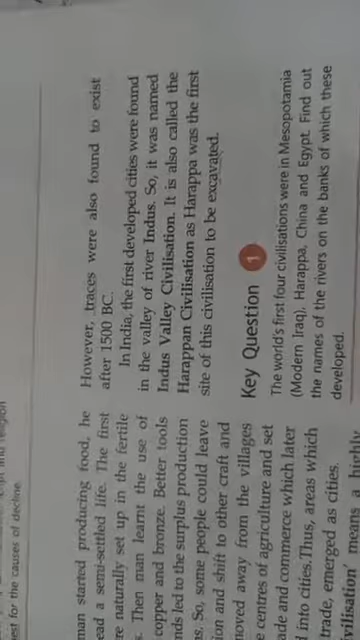 religion
est for the causes of decline.
man started producing food, he
ead a semi-settled life. The first
re naturally set up in the fertile
s. Then man learnt the use of
copper and bronze. Better tools
nds led to the surplus production
as. So, some people could leave
ion and shift to other craft and
noved away from the villages
centres of agriculture and set
de and commerce which later
d into cities.Thus, areas which
trade, emerged as cities.
ilisation' means a highly
However, traces were also found to exist
after 1500 BC.
In India, the first developed cities were found
in the valley of river Indus. So, it was named
Indus Valley Civilisation. It is also called the
Harappan Civilisation as Harappa was the first
site of this civilisation to be excavated.
Key Question 1
The world's first four civilisations were in Mesopotamia
(Modern Iraq), Harappa, China and Egypt. Find out
the names of the rivers on the banks of which these
developed.